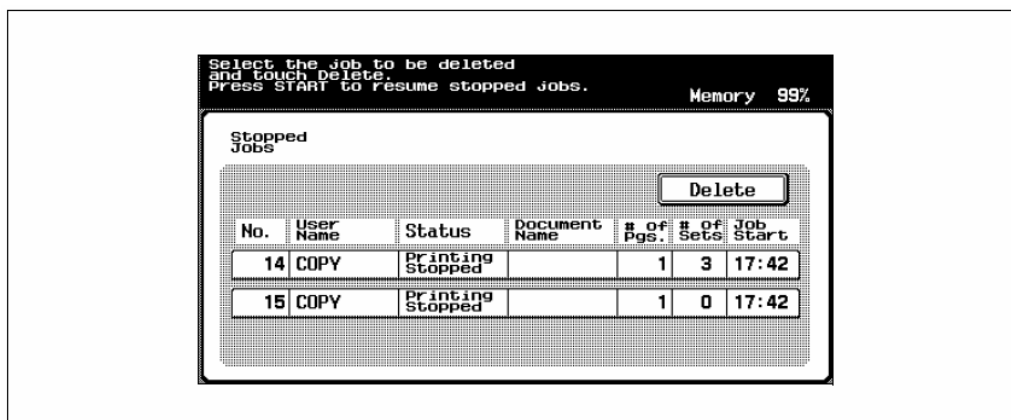 Select the job to be deleted
and touch Delete.
Press START to resume stopped jobs.
Memory 99%
Stopped
Jobs
Delete
No. User Name Status Document Name # of Pgs. # of Sets Job Start
14 COPY Printing Stopped 1 3 17:42
15 COPY Printing Stopped 1 0 17:42